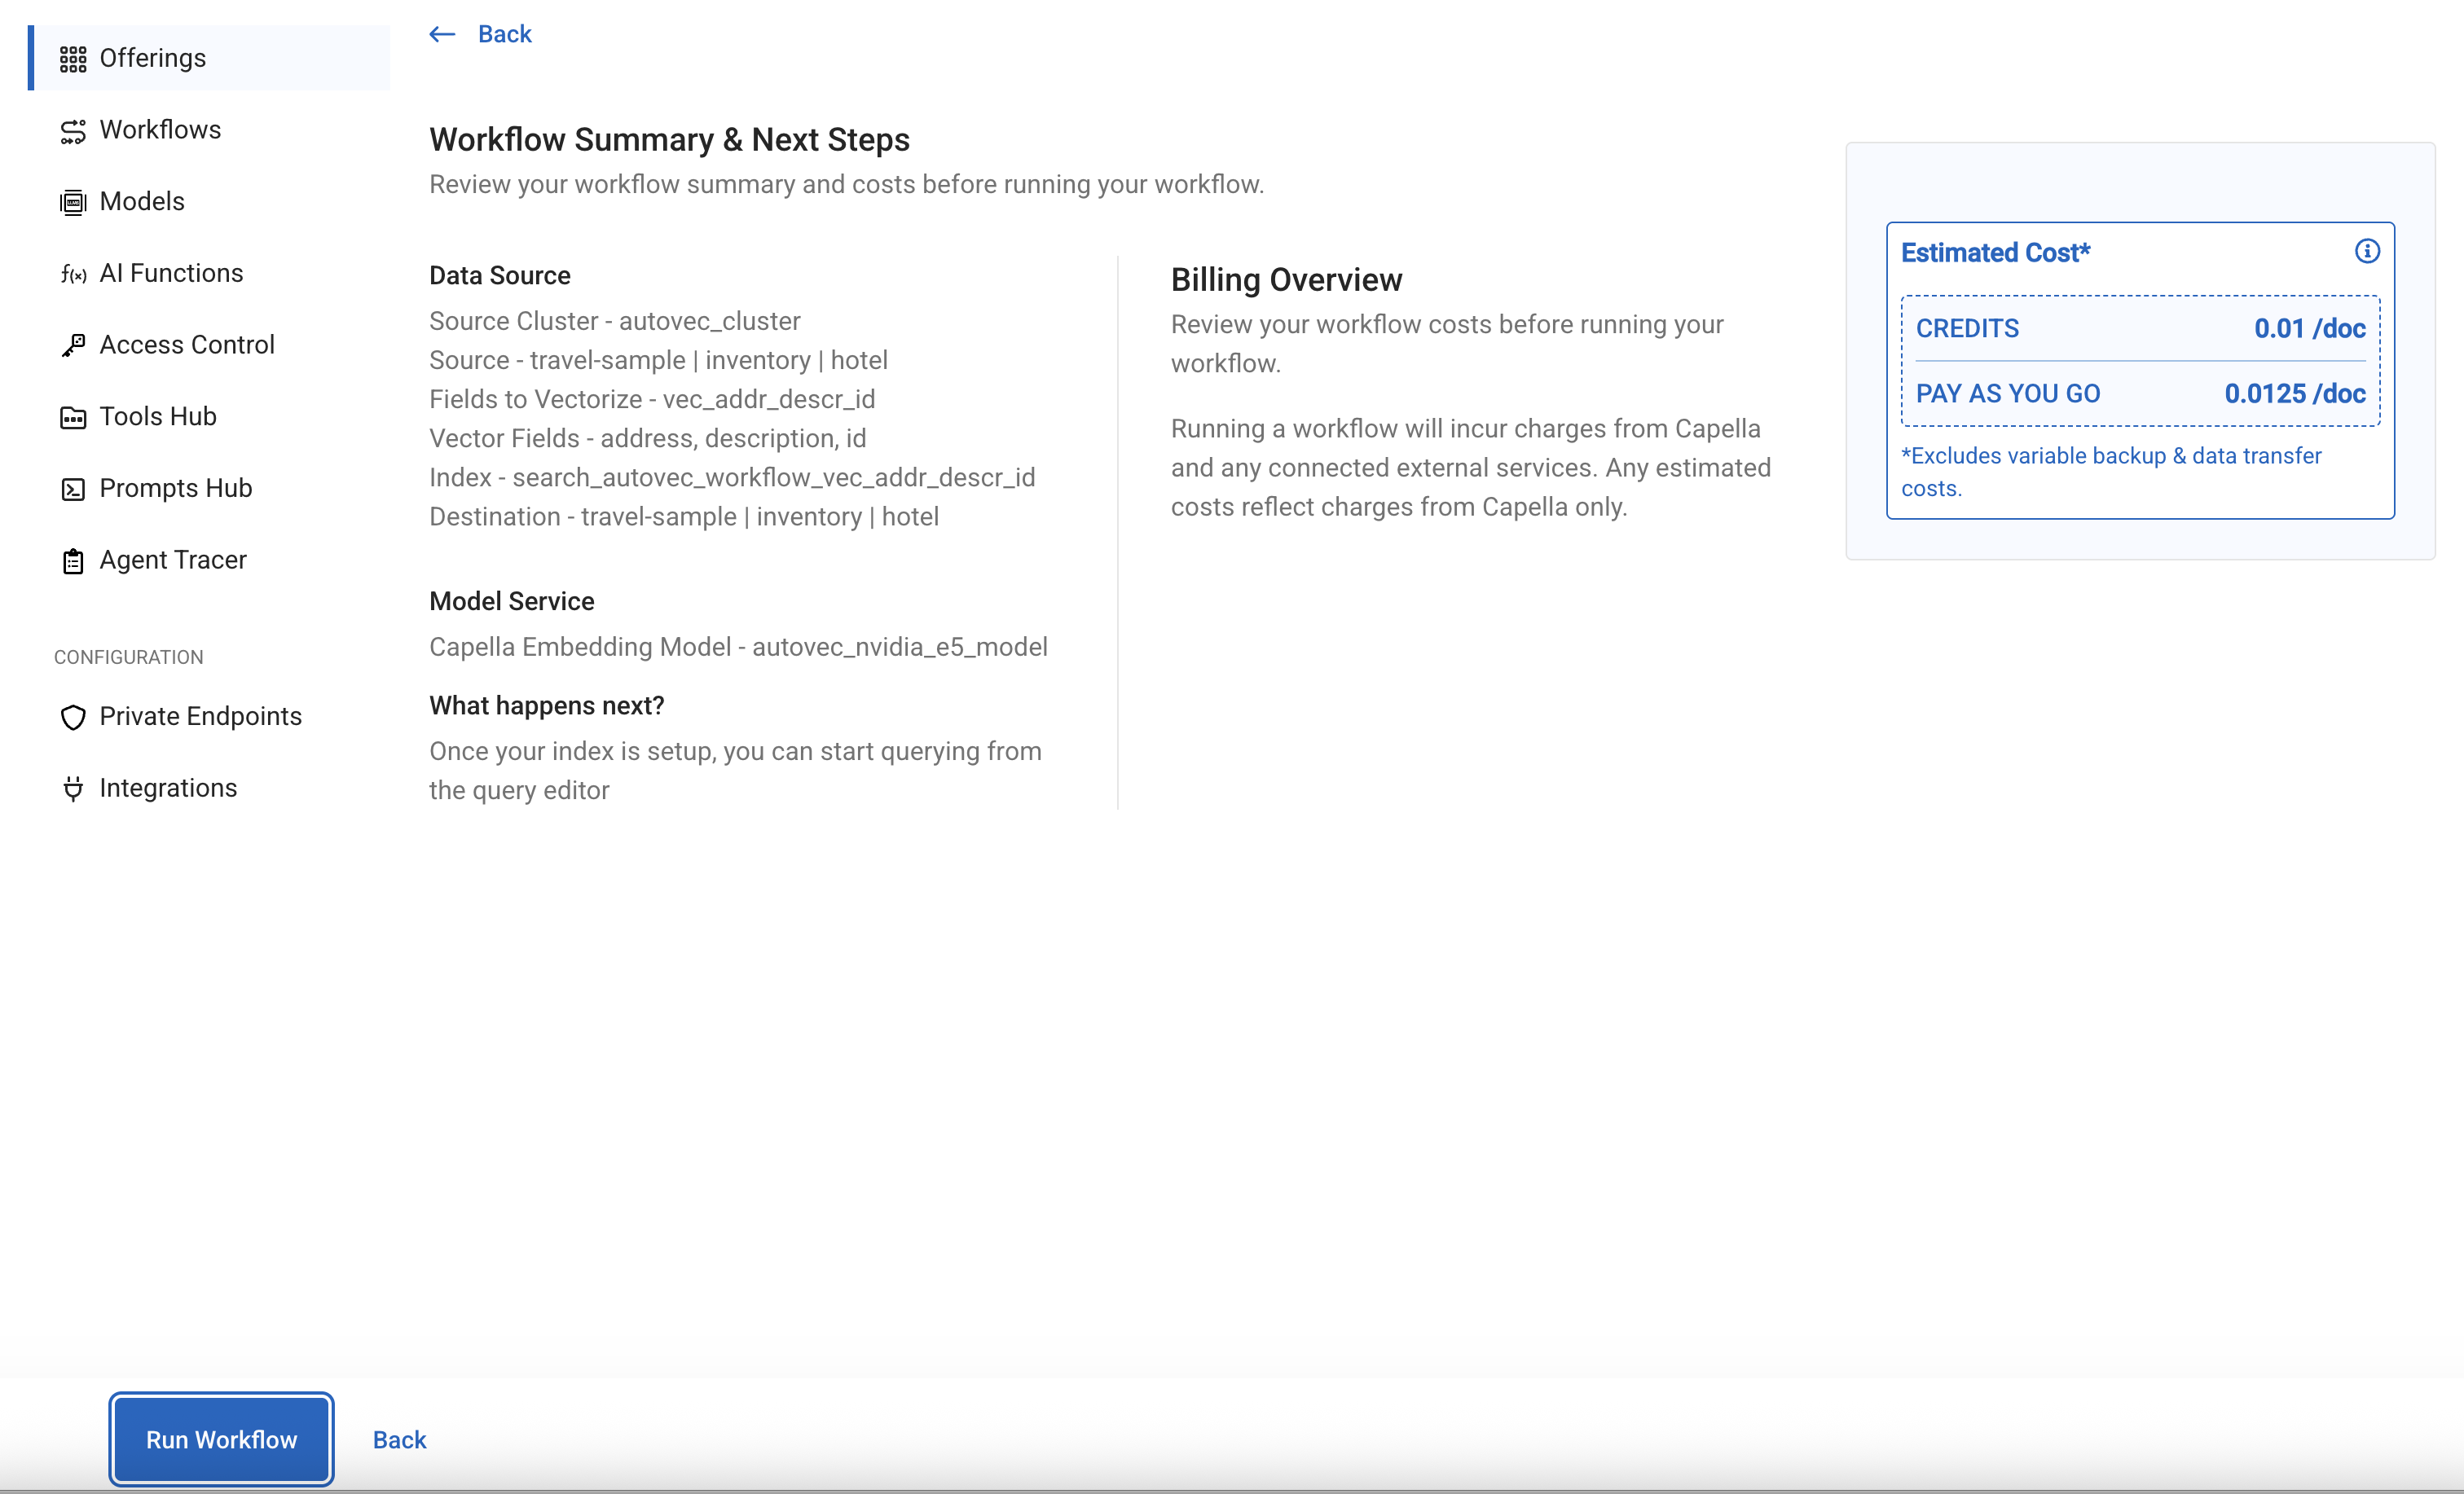 Offerings
Workflows
Models
AI Functions
Access Control
Tools Hub
Prompts Hub
Agent Tracer
CONFIGURATION
Private Endpoints
Integrations
Back
Workflow Summary & Next Steps
Review your workflow summary and costs before running your workflow.
Data Source
Source Cluster - autovec_cluster
Source - travel-sample | inventory | hotel
Fields to Vectorize - vec_addr_descr_id
Vector Fields - address, description, id
Index - search_autovec_workflow_vec_addr_descr_id
Destination - travel-sample | inventory | hotel
Model Service
Capella Embedding Model - autovec_nvidia_e5_model
What happens next?
Once your index is setup, you can start querying from
the query editor
Billing Overview
Review your workflow costs before running your
workflow.
Running a workflow will incur charges from Capella
and any connected external services. Any estimated
costs reflect charges from Capella only.
Estimated Cost*
CREDITS 0.01 /doc
PAY AS YOU GO 0.0125 /doc
*Excludes variable backup & data transfer
costs.
Run Workflow Back